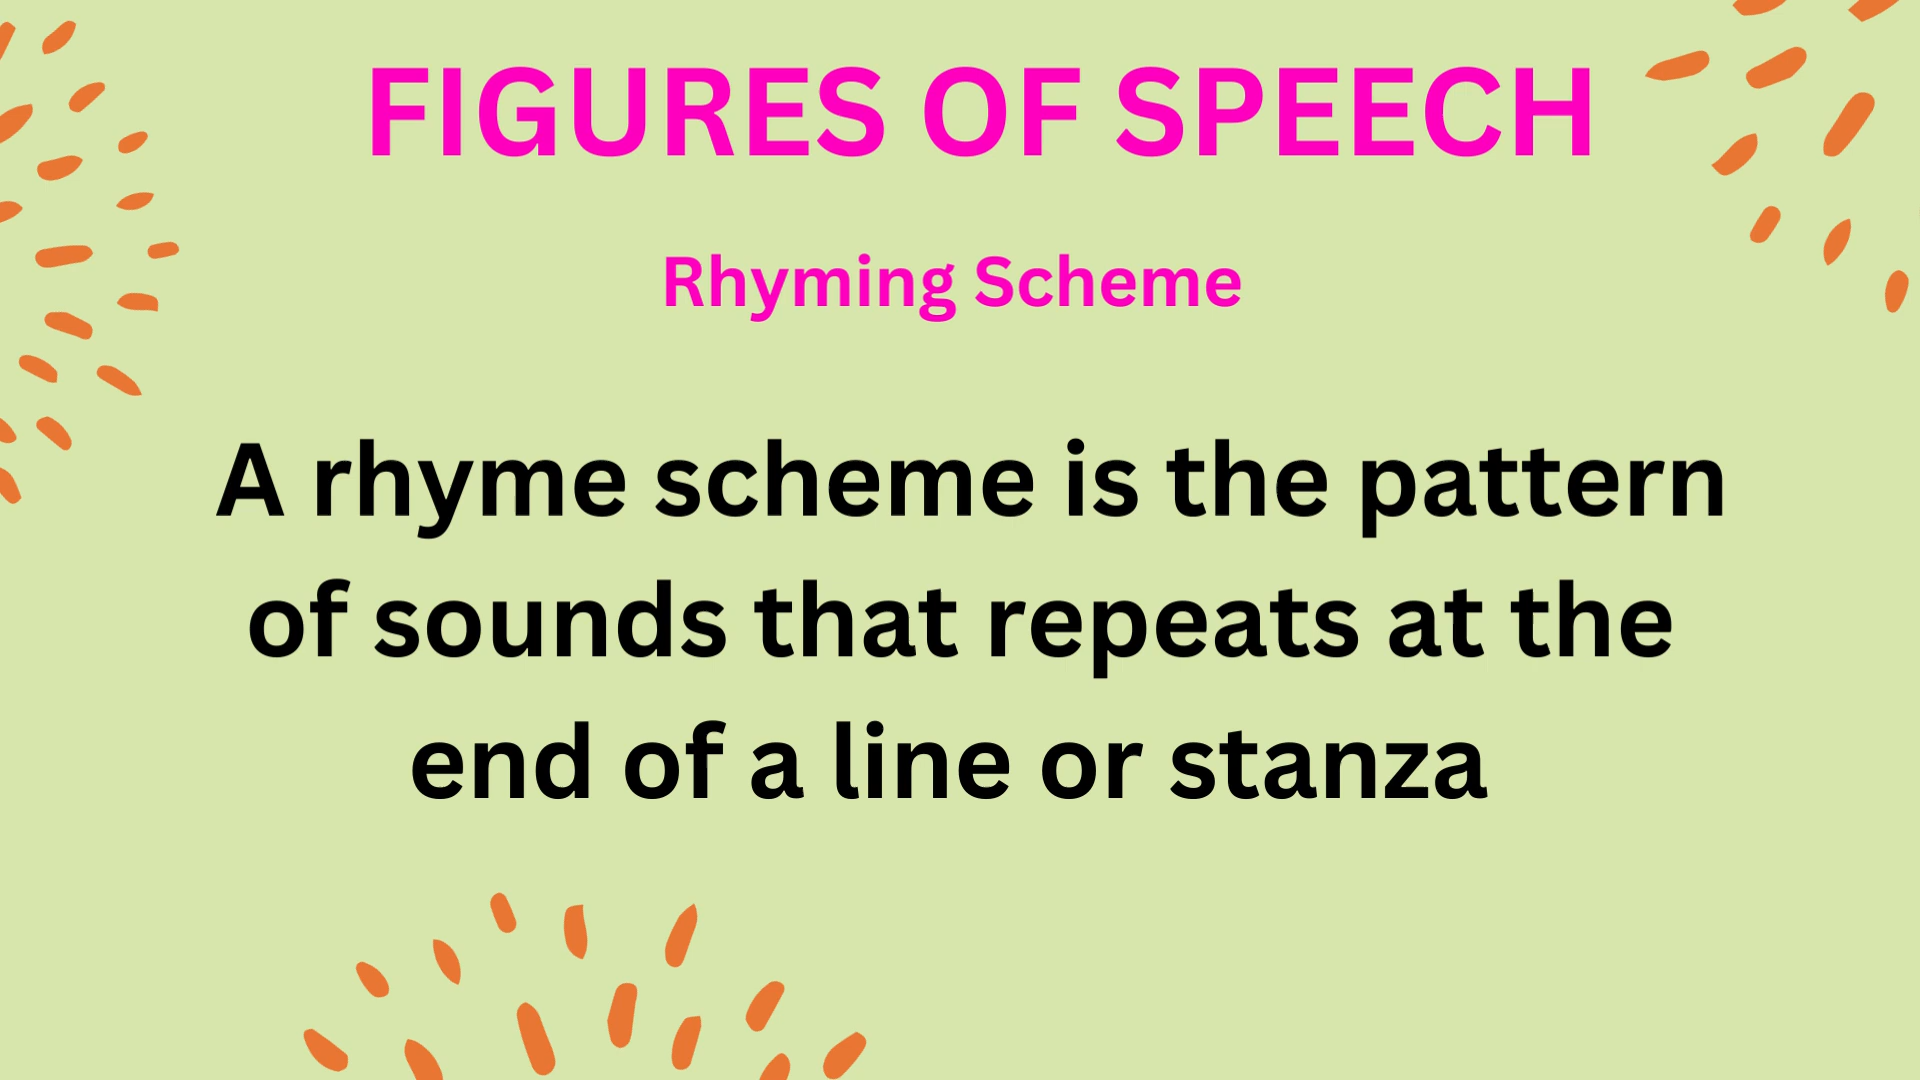 FIGURES OF SPEECH
Rhyming Scheme
A rhyme scheme is the pattern
of sounds that repeats at the
end of a line or stanza